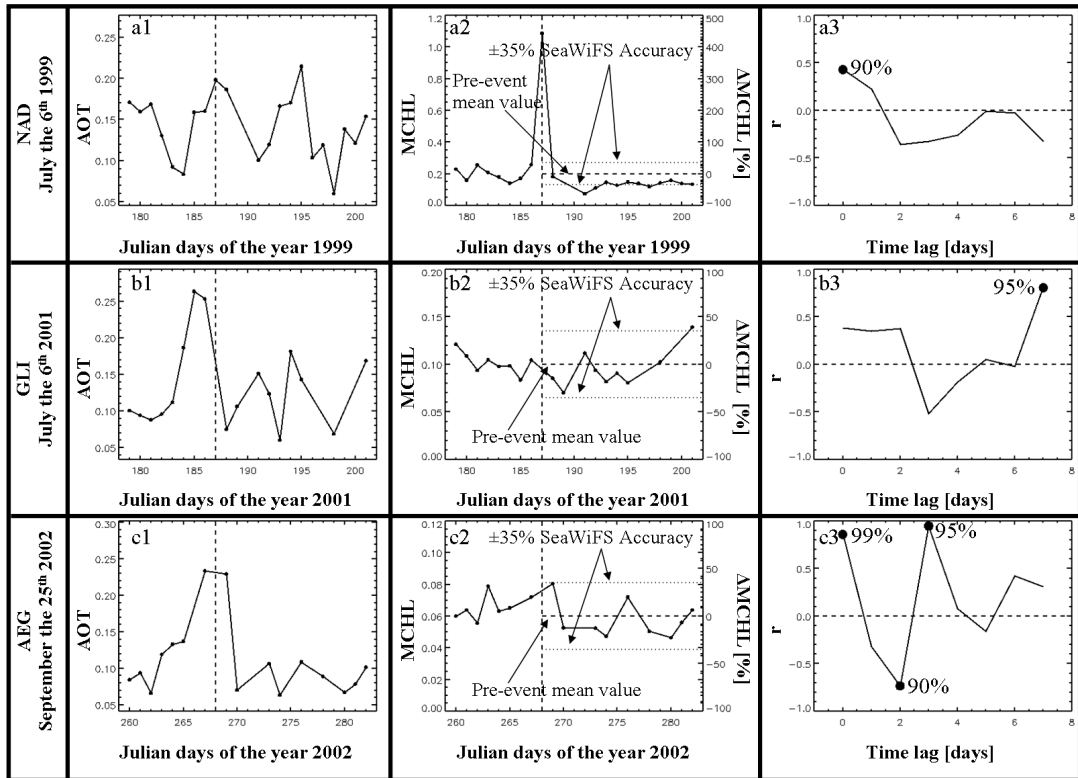 NAD
July the 6th 1999
a1
AOT
0.25
0.20
0.15
0.10
0.05
180 185 190 195 200
Julian days of the year 1999
a2
±35% SeaWiFS Accuracy
Pre-event
mean value
MCHL
1.2
1.0
0.8
0.6
0.4
0.2
0.0
500
400
300
200
100
0
−100
ΔMCHL [%]
180 185 190 195 200
Julian days of the year 1999
a3
90%
r
1.0
0.5
0.0
−0.5
−1.0
0 2 4 6 8
Time lag [days]
GLI
July the 6th 2001
b1
AOT
0.25
0.20
0.15
0.10
0.05
180 185 190 195 200
Julian days of the year 2001
b2
±35% SeaWiFS Accuracy
Pre-event mean value
MCHL
0.20
0.15
0.10
0.05
0.00
100
50
0
−50
−100
ΔMCHL [%]
180 185 190 195 200
Julian days of the year 2001
b3
95%
r
1.0
0.5
0.0
−0.5
−1.0
0 2 4 6 8
Time lag [days]
AEG
September the 25th 2002
c1
AOT
0.30
0.25
0.20
0.15
0.10
0.05
260 265 270 275 280
Julian days of the year 2002
c2
±35% SeaWiFS Accuracy
Pre-event mean value
MCHL
0.12
0.10
0.08
0.06
0.04
0.02
0.00
100
50
0
−50
−100
ΔMCHL [%]
260 265 270 275 280
Julian days of the year 2002
c3
99%
95%
90%
r
1.0
0.5
0.0
−0.5
−1.0
0 2 4 6 8
Time lag [days]